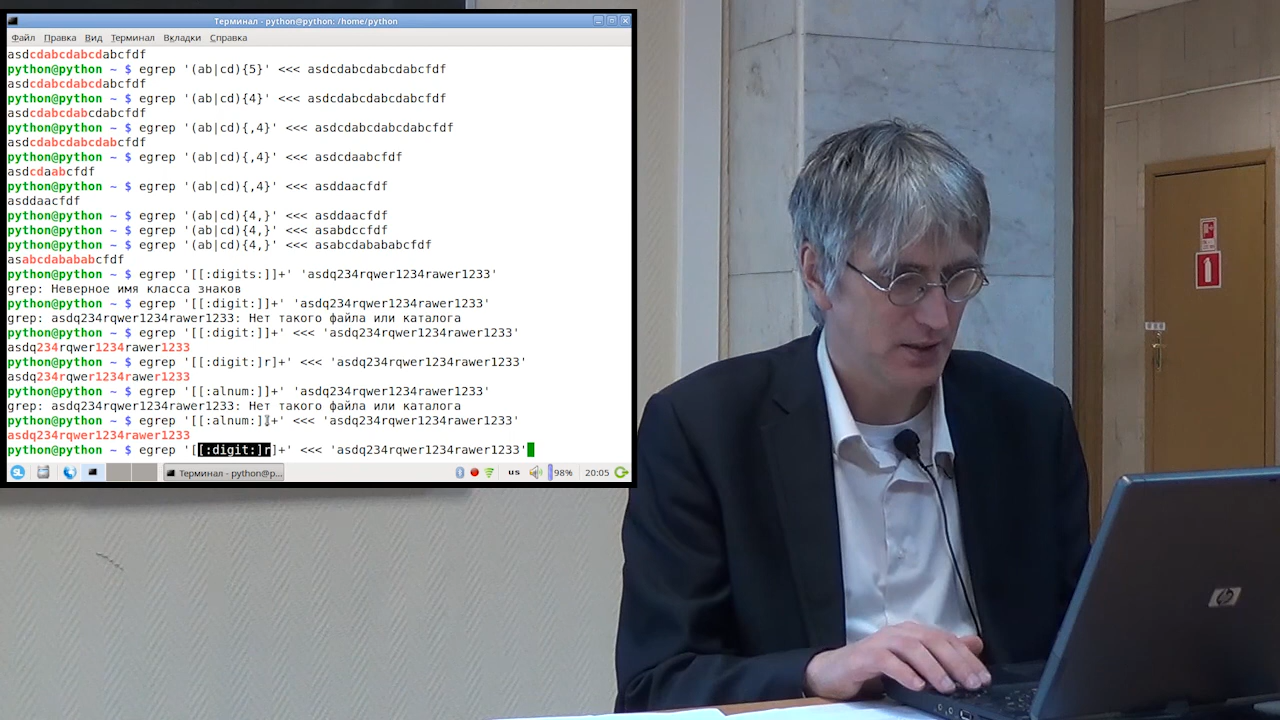 Терминал - python@python: /home/python
Файл Правка Вид Терминал Вкладки Справка
asdcdabcdabcdabcfdf
python@python ~ $ egrep '(ab|cd){5}' <<< asdcdabcdabcdabcfdf
asdcdabcdabcdabcfdf
python@python ~ $ egrep '(ab|cd){4}' <<< asdcdabcdabcdabcfdf
asdcdabcdabcdabcfdf
python@python ~ $ egrep '(ab|cd){,4}' <<< asdcdabcdabcdabcfdf
asdcdabcdabcdabcfdf
python@python ~ $ egrep '(ab|cd){,4}' <<< asdcdaabcfdf
asdcdaabcfdf
python@python ~ $ egrep '(ab|cd){,4}' <<< asddaacfdf
asddaacfdf
python@python ~ $ egrep '(ab|cd){4,}' <<< asddaacfdf
python@python ~ $ egrep '(ab|cd){4,}' <<< asabdccfdf
python@python ~ $ egrep '(ab|cd){4,}' <<< asabcdabababcfdf
asabcdabababcfdf
python@python ~ $ egrep '[[:digits:]]+' 'asdq234rqwer1234rawer1233'
grep: Неверное имя класса знаков
python@python ~ $ egrep '[[:digit:]]+' 'asdq234rqwer1234rawer1233'
grep: asdq234rqwer1234rawer1233: Нет такого файла или каталога
python@python ~ $ egrep '[[:digit:]]+' <<< 'asdq234rqwer1234rawer1233'
asdq234rqwer1234rawer1233
python@python ~ $ egrep '[[:digit:]r]+' <<< 'asdq234rqwer1234rawer1233'
asdq234rqwer1234rawer1233
python@python ~ $ egrep '[[:alnum:]]+' 'asdq234rqwer1234rawer1233'
grep: asdq234rqwer1234rawer1233: Нет такого файла или каталога
python@python ~ $ egrep '[[:alnum:]]+' <<< 'asdq234rqwer1234rawer1233'
asdq234rqwer1234rawer1233
python@python ~ $ egrep '[[:digit:]r]+' <<< 'asdq234rqwer1234rawer1233'
SL
Терминал - python@p...
us
98%
20:05
hp